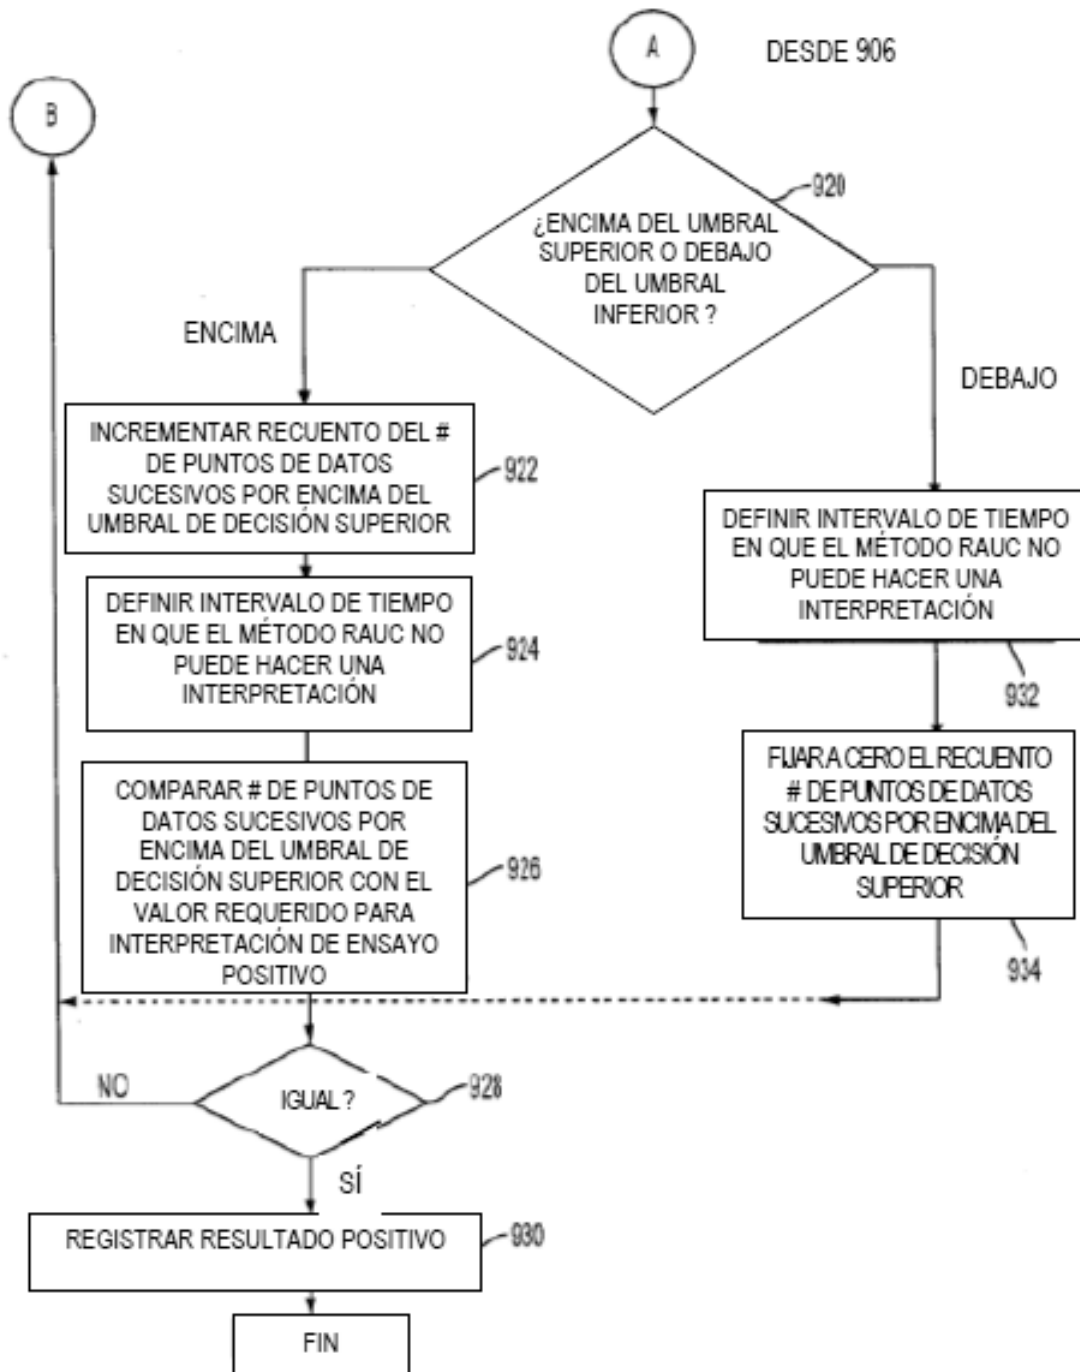 A
DESDE 906
B
920
¿ENCIMA DEL UMBRAL
SUPERIOR O DEBAJO
DEL UMBRAL
INFERIOR ?
ENCIMA
DEBAJO
INCREMENTAR RECUENTO DEL #
DE PUNTOS DE DATOS
SUCESIVOS POR ENCIMA DEL
UMBRAL DE DECISIÓN SUPERIOR
922
DEFINIR INTERVALO DE TIEMPO
EN QUE EL MÉTODO RAUC NO
PUEDE HACER UNA
INTERPRETACIÓN
924
DEFINIR INTERVALO DE TIEMPO
EN QUE EL MÉTODO RAUC NO
PUEDE HACER UNA
INTERPRETACIÓN
932
COMPARAR # DE PUNTOS DE
DATOS SUCESIVOS POR
ENCIMA DEL UMBRAL DE
DECISIÓN SUPERIOR CON EL
VALOR REQUERIDO PARA
INTERPRETACIÓN DE ENSAYO
POSITIVO
926
FIJAR A CERO EL RECUENTO
# DE PUNTOS DE DATOS
SUCESIVOS POR ENCIMA DEL
UMBRAL DE DECISIÓN
SUPERIOR
934
NO
IGUAL ?
928
SÍ
REGISTRAR RESULTADO POSITIVO
930
FIN